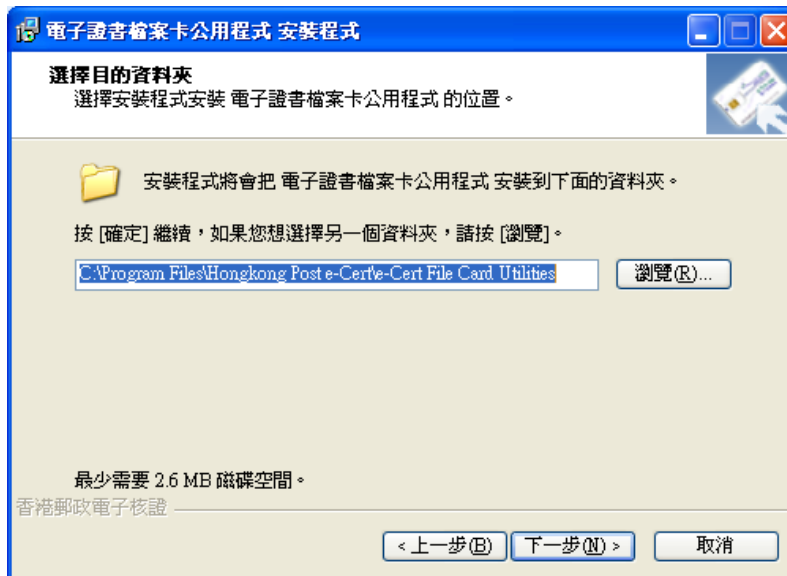 電子證書檔案卡公用程式 安裝程式
選擇目的資料夾
選擇安裝程式安裝 電子證書檔案卡公用程式 的位置。
安裝程式將會把 電子證書檔案卡公用程式 安裝到下面的資料夾。
按 [確定] 繼續，如果您想選擇另一個資料夾，請按 [瀏覽]。
C:\Program Files\Hongkong Post e-Cert\e-Cert File Card Utilities
瀏覽(R)...
最少需要 2.6 MB 磁碟空間。
香港郵政電子核證
< 上一步(B)
下一步(N) >
取消